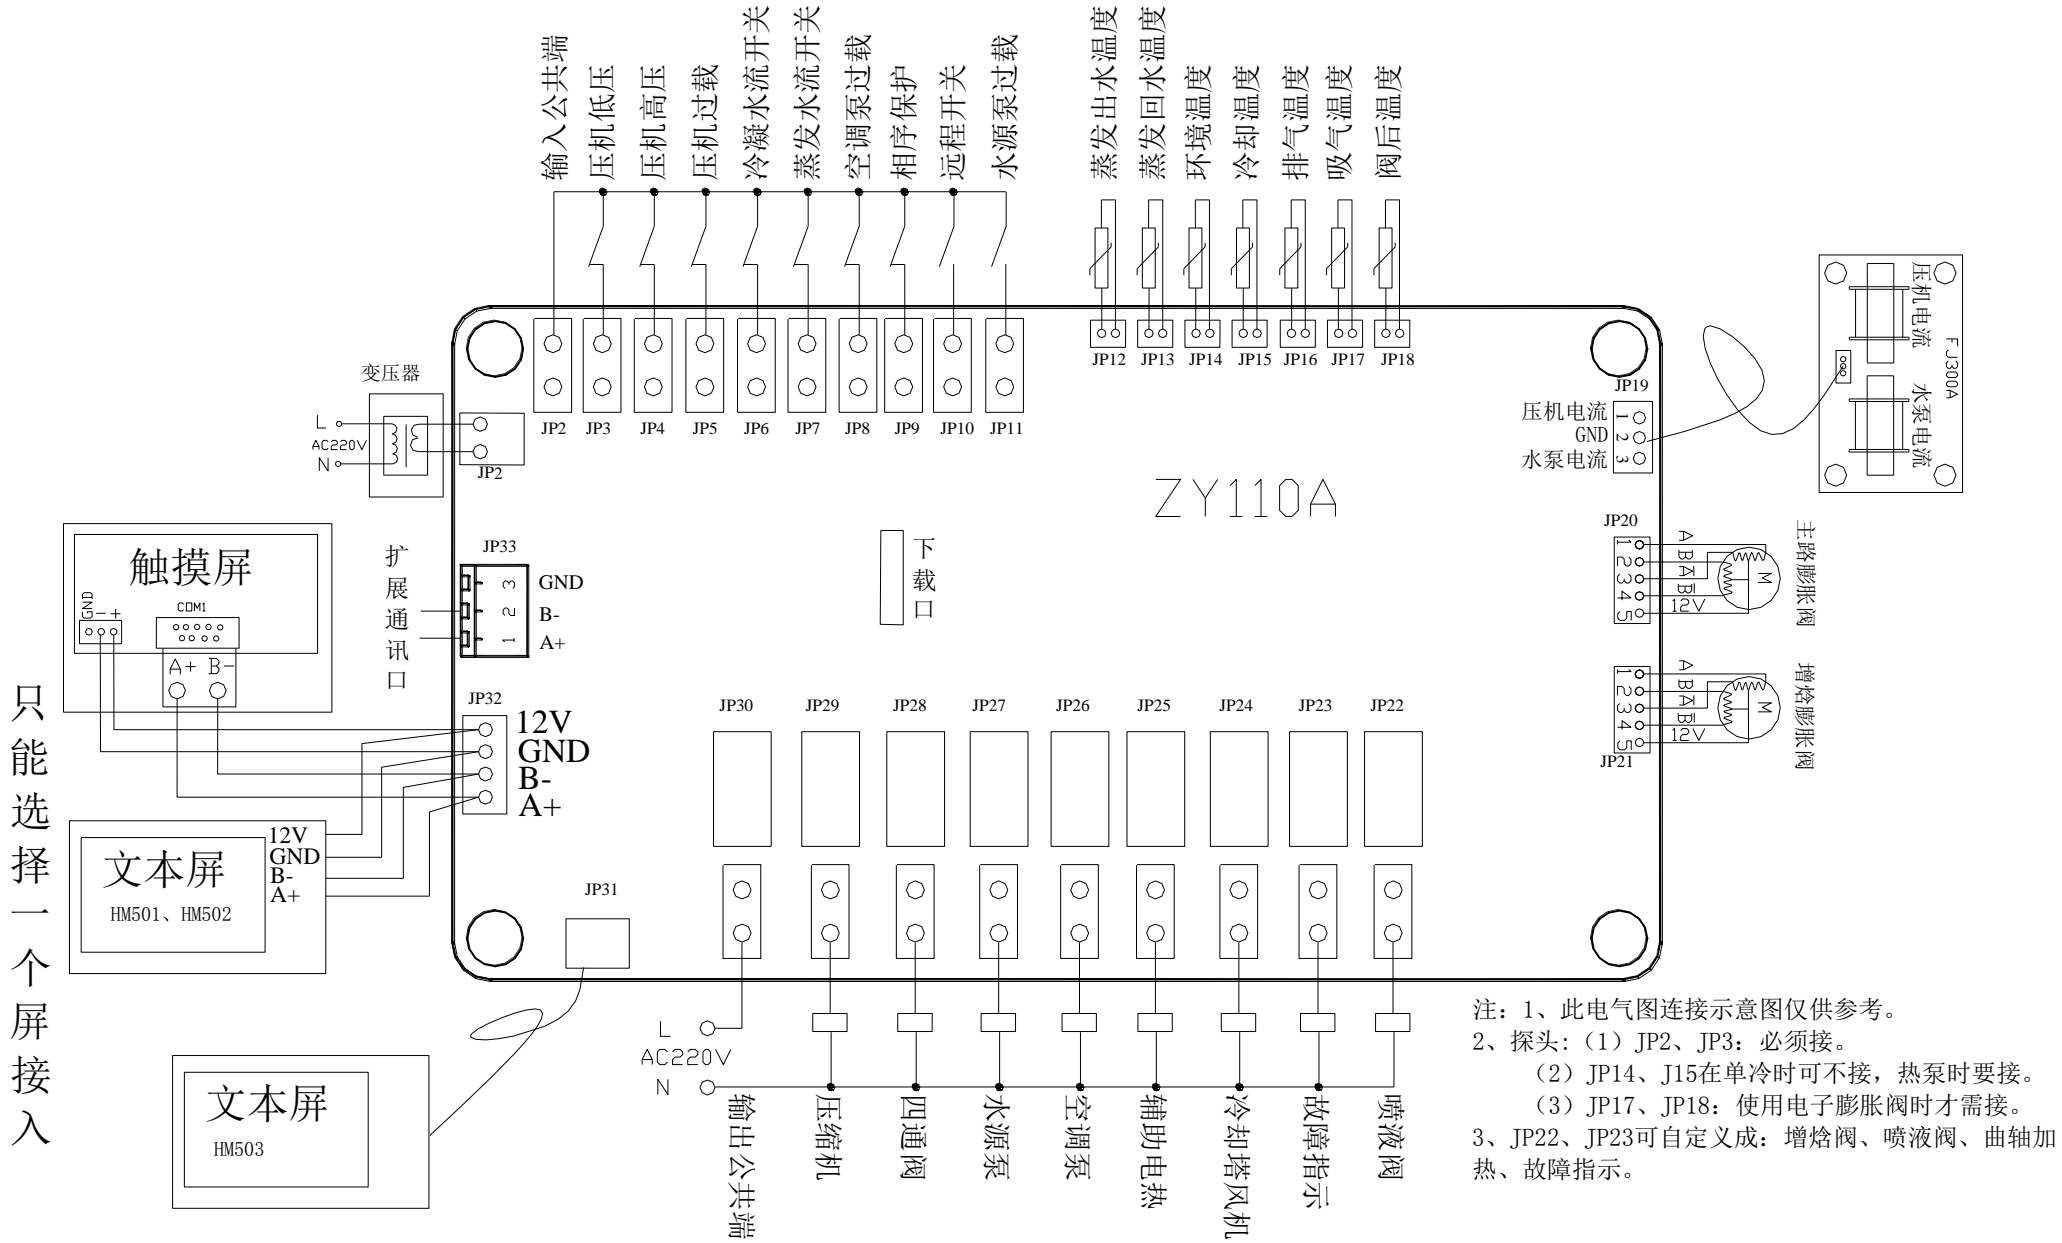 输入公共端
压机低压
压机高压
压机过载
冷凝水流开关
蒸发水流开关
空调泵过载
相序保护
远程开关
水源泵过载
蒸发出水温度
蒸发回水温度
环境温度
冷却温度
排气温度
吸气温度
阀后温度
JP2
JP3
JP4
JP5
JP6
JP7
JP8
JP9
JP10
JP11
JP12
JP13
JP14
JP15
JP16
JP17
JP18
变压器
L
AC220V
N
JP2
JP19
压机电流 1
GND 2
水泵电流 3
压机电流
水泵电流
FJ300A
ZY110A
下载口
扩展通讯口
JP33
3 GND
2 B-
1 A+
JP20
1 A
2 B
3 A
4 B
5 12V
M
主路膨胀阀
1 A
2 B
3 A
4 B
5 12V
M
JP21
增焓膨胀阀
触摸屏
GND
-
+
COM1
A+ B-
只能选择一个屏接入
JP32
12V
GND
B-
A+
文本屏
HM501、HM502
12V
GND
B-
A+
JP31
文本屏
HM503
JP30
JP29
JP28
JP27
JP26
JP25
JP24
JP23
JP22
L
AC220V
N
输出公共端
压缩机
四通阀
水源泵
空调泵
辅助电热
冷却塔风机
故障指示
喷液阀
注：1、此电气图连接示意图仅供参考。
2、探头：（1）JP2、JP3：必须接。
（2）JP14、J15在单冷时可不接，热泵时要接。
（3）JP17、JP18：使用电子膨胀阀时才需接。
3、JP22、JP23可自定义成：增焓阀、喷液阀、曲轴加
热、故障指示。